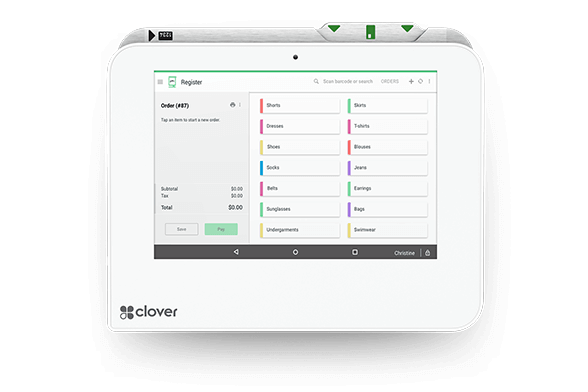 Register
Scan barcode or search
ORDERS
Order (#87)
Tap an item to start a new order.
Subtotal $0.00
Tax $0.00
Total $0.00
Save Pay
Shorts Skirts
Dresses T-shirts
Shoes Blouses
Socks Jeans
Belts Earrings
Sunglasses Bags
Undergarments Swimwear
Christine
clover